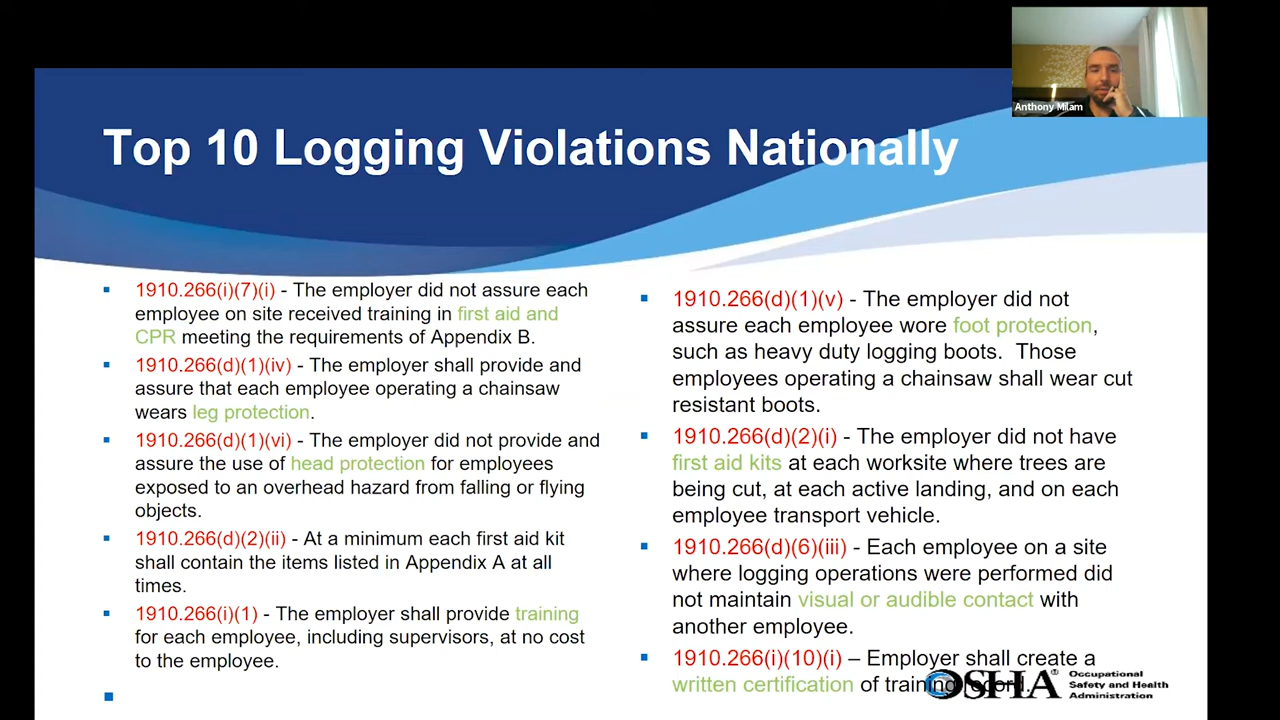 Anthony Milam
Top 10 Logging Violations Nationally
1910.266(i)(7)(i) - The employer did not assure each
employee on site received training in first aid and
CPR meeting the requirements of Appendix B.
1910.266(d)(1)(iv) - The employer shall provide and
assure that each employee operating a chainsaw
wears leg protection.
1910.266(d)(1)(vi) - The employer did not provide and
assure the use of head protection for employees
exposed to an overhead hazard from falling or flying
objects.
1910.266(d)(2)(ii) - At a minimum each first aid kit
shall contain the items listed in Appendix A at all
times.
1910.266(i)(1) - The employer shall provide training
for each employee, including supervisors, at no cost
to the employee.
1910.266(d)(1)(v) - The employer did not
assure each employee wore foot protection,
such as heavy duty logging boots. Those
employees operating a chainsaw shall wear cut
resistant boots.
1910.266(d)(2)(i) - The employer did not have
first aid kits at each worksite where trees are
being cut, at each active landing, and on each
employee transport vehicle.
1910.266(d)(6)(iii) - Each employee on a site
where logging operations were performed did
not maintain visual or audible contact with
another employee.
1910.266(i)(10)(i) – Employer shall create a
written certification of training record.
OSHA®
Occupational
Safety and Health
Administration